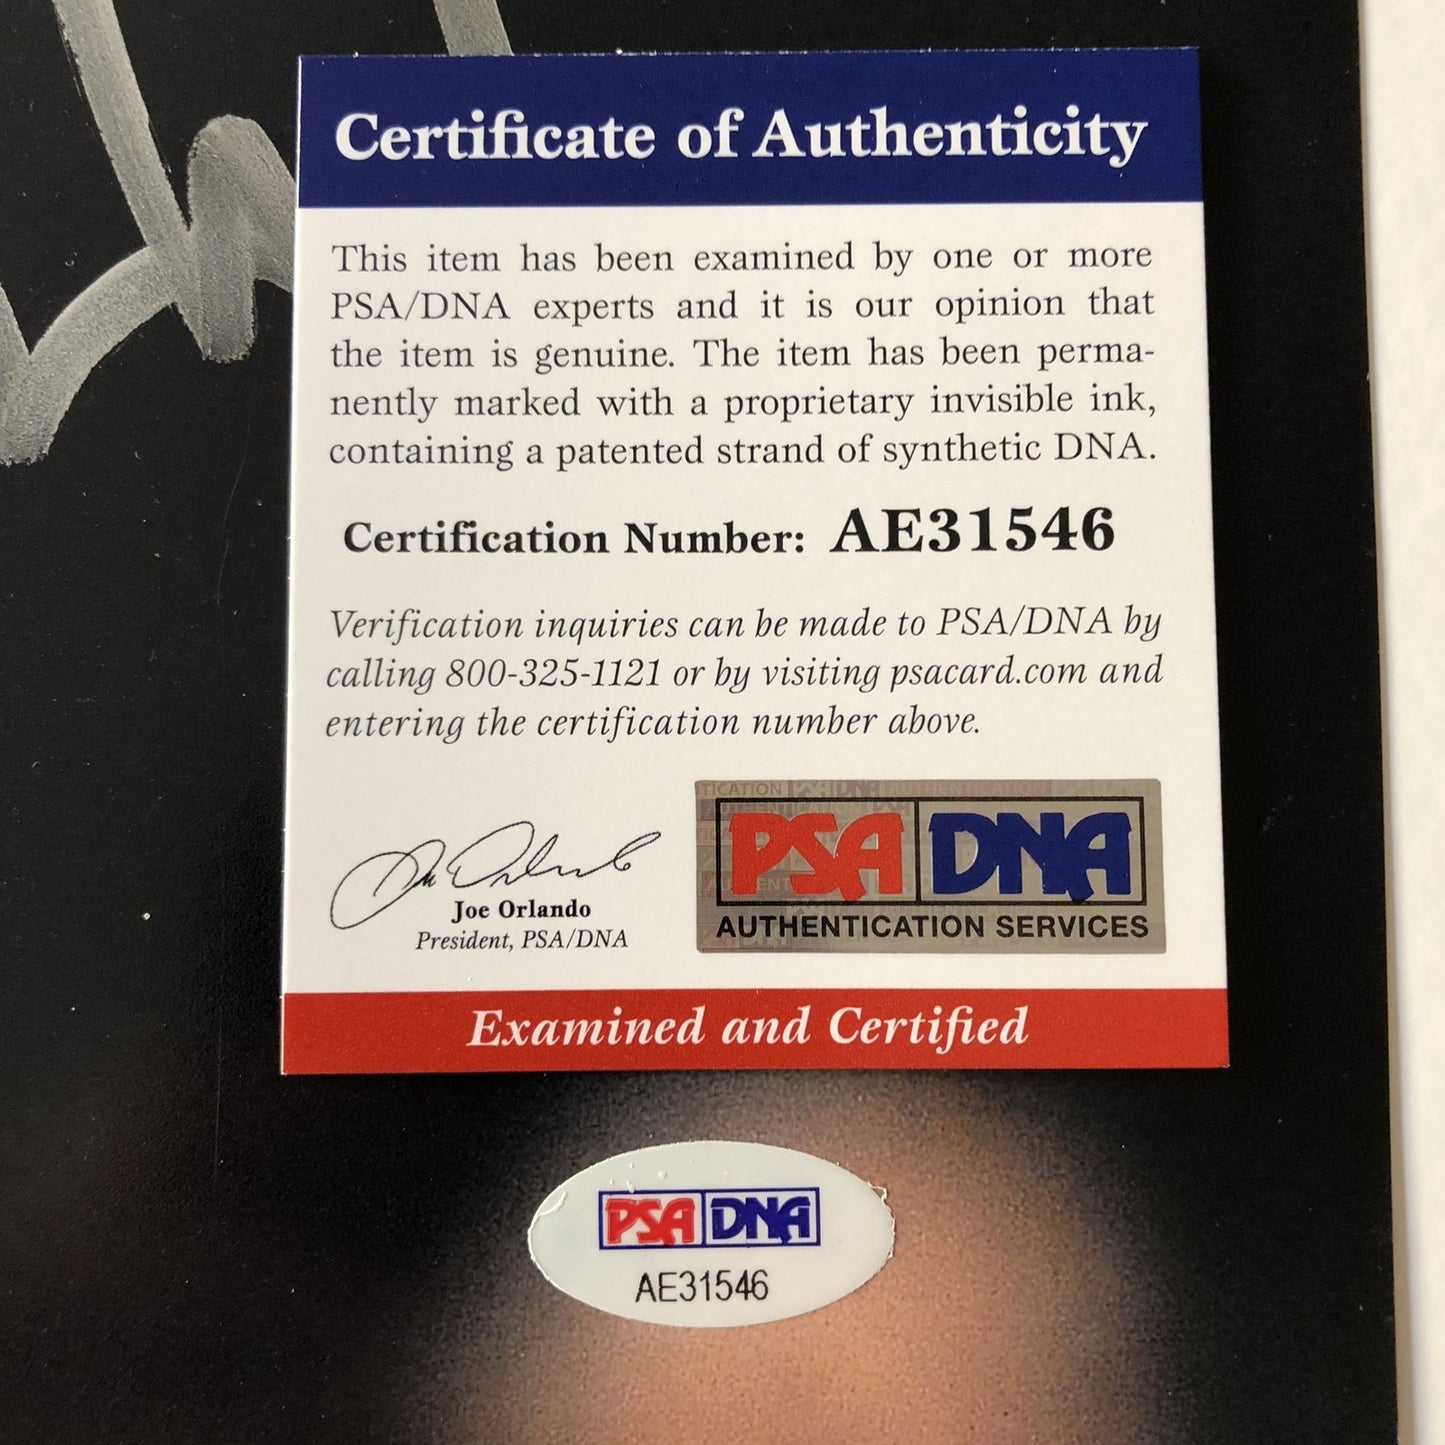 Certificate of Authenticity
This item has been examined by one or more
PSA/DNA experts and it is our opinion that
the item is genuine. The item has been perma-
nently marked with a proprietary invisible ink,
containing a patented strand of synthetic DNA.
Certification Number: AE31546
Verification inquiries can be made to PSA/DNA by
calling 800-325-1121 or by visiting psacard.com and
entering the certification number above.
Joe Orlando
President, PSA/DNA
PSA DNA
AUTHENTICATION SERVICES
Examined and Certified
PSA DNA
AE31546